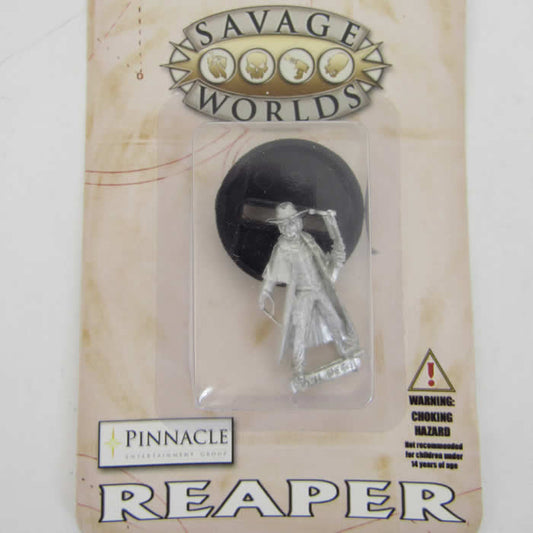 SAVAGE
WORLDS
WARNING:
CHOKING
HAZARD
Not recommended
for children under
14 years of age
PINNACLE
ENTERTAINMENT GROUP
REAPER